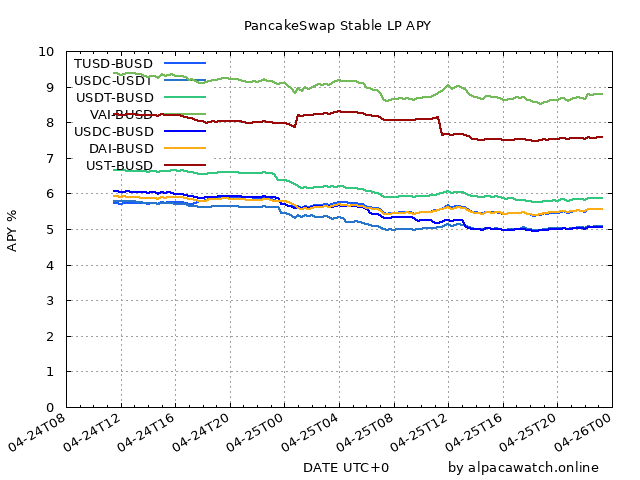 PancakeSwap Stable LP APY
10
9
8
7
6
5
4
3
2
1
0
APY %
TUSD-BUSD
USDC-USDT
USDT-BUSD
VAI-BUSD
USDC-BUSD
DAI-BUSD
UST-BUSD
04-24T08
04-24T12
04-24T16
04-24T20
04-25T00
04-25T04
04-25T08
04-25T12
04-25T16
04-25T20
04-26T00
DATE UTC+0
by alpacawatch.online